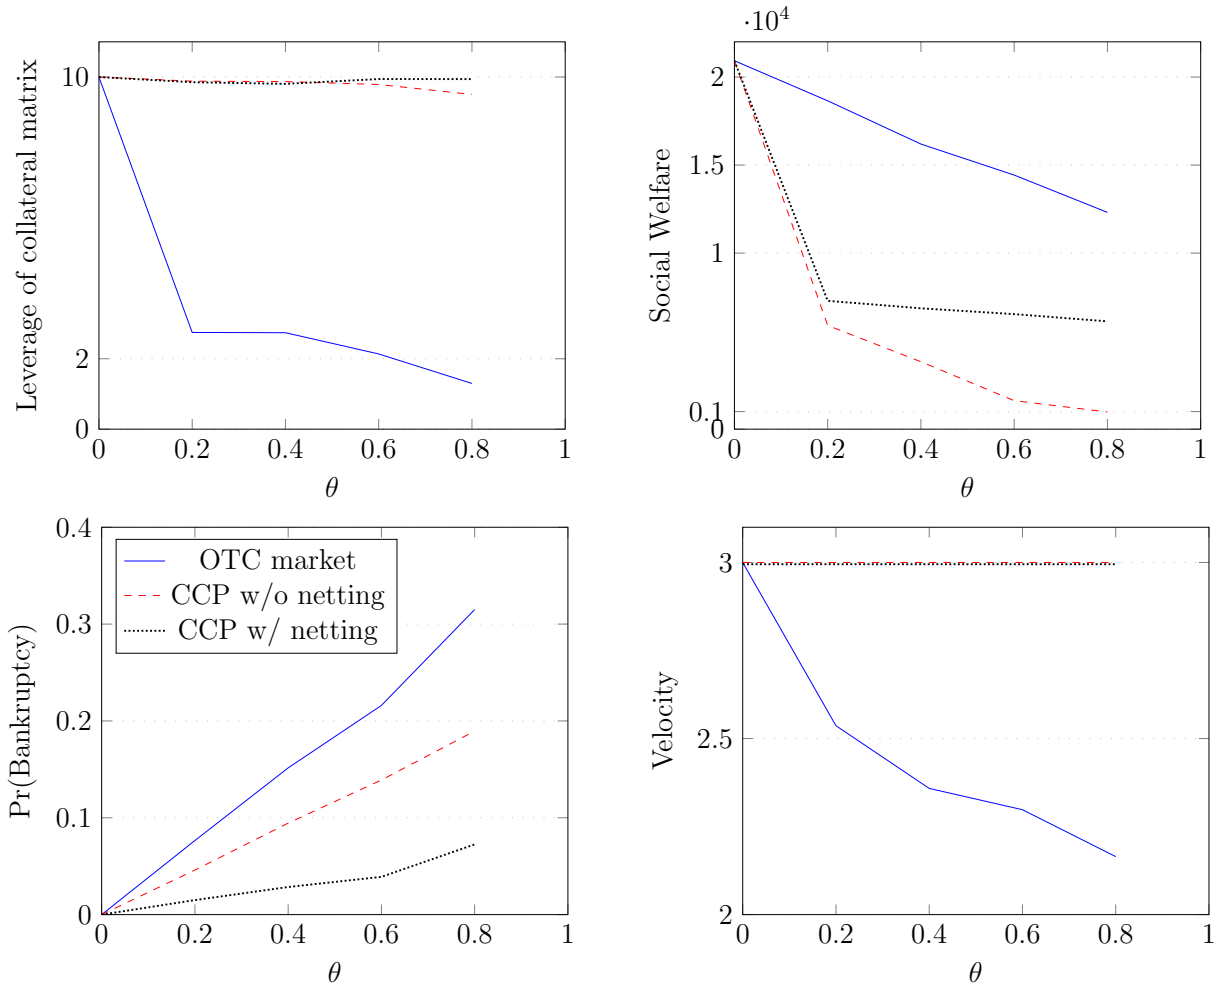 ·10⁴
10
2
0
0 0.2 0.4 0.6 0.8 1
θ
Leverage of collateral matrix
2
1.5
1
0.1
0
0 0.2 0.4 0.6 0.8 1
θ
Social Welfare
0.4
0.3
0.2
0.1
0
0 0.2 0.4 0.6 0.8 1
θ
Pr(Bankruptcy)
OTC market
CCP w/o netting
CCP w/ netting
3
2.5
2
0 0.2 0.4 0.6 0.8 1
θ
Velocity